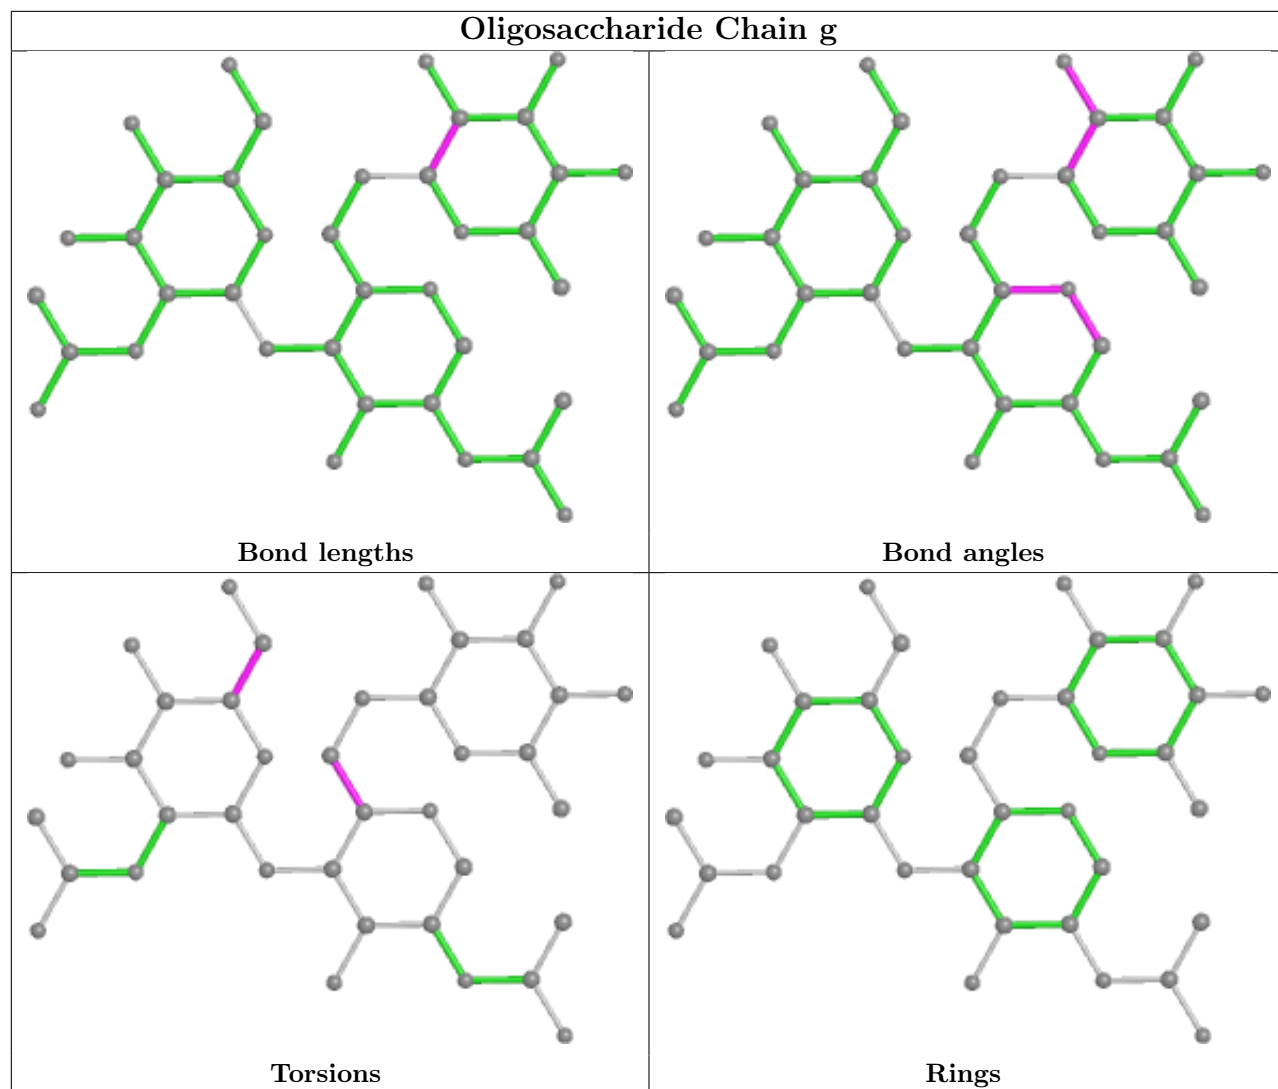 Oligosaccharide Chain g
Bond lengths
Bond angles
Torsions
Rings